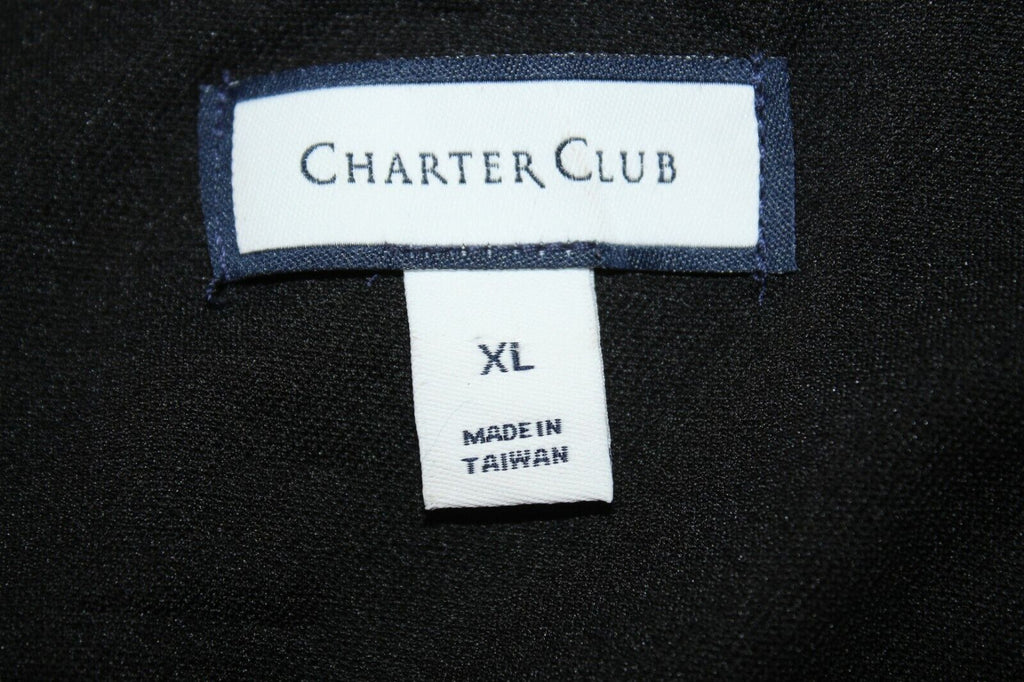 CHARTER CLUB
XL
MADE IN
TAIWAN